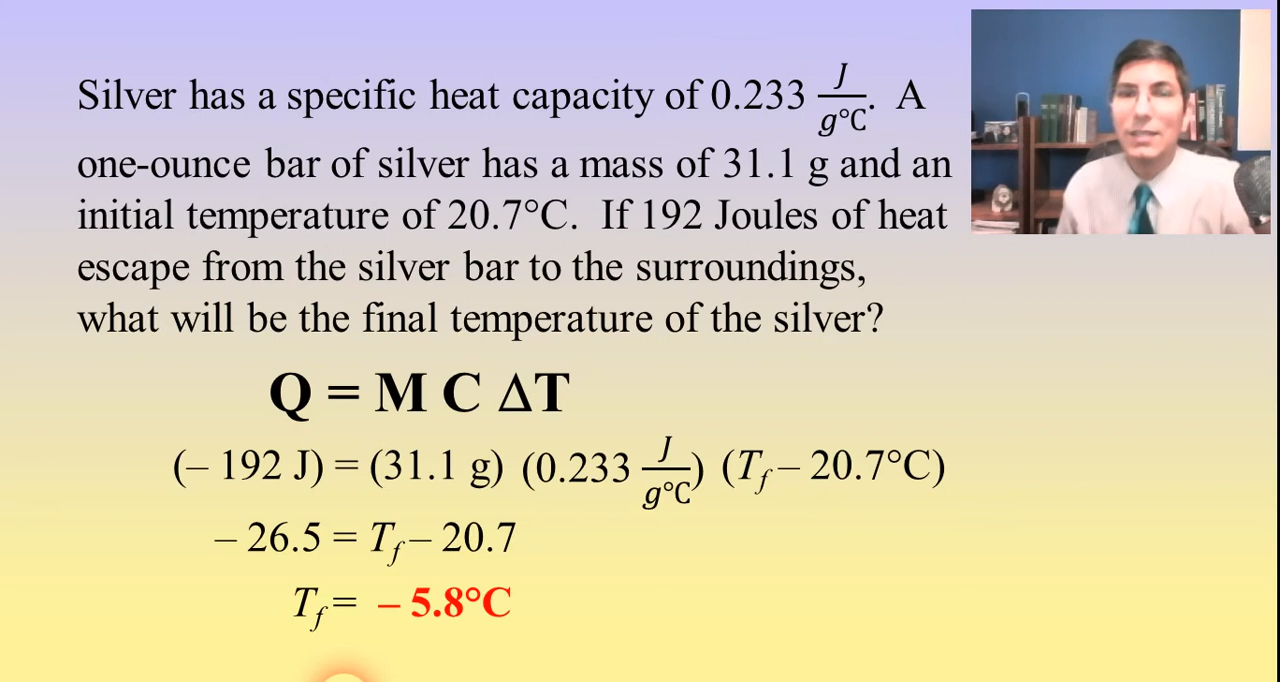 Silver has a specific heat capacity of 0.233 J/g°C. A
one-ounce bar of silver has a mass of 31.1 g and an
initial temperature of 20.7°C. If 192 Joules of heat
escape from the silver bar to the surroundings,
what will be the final temperature of the silver?
Q = M C ΔT
(– 192 J) = (31.1 g) (0.233 J/g°C) (Tf – 20.7°C)
– 26.5 = Tf – 20.7
Tf = – 5.8°C